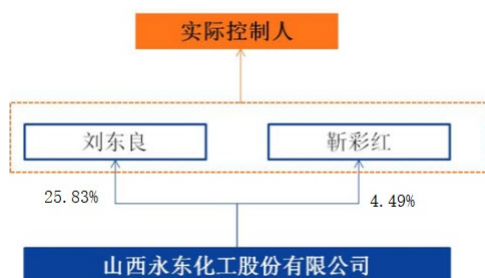 实际控制人
刘东良
靳彩红
25.83%
4.49%
山西永东化工股份有限公司